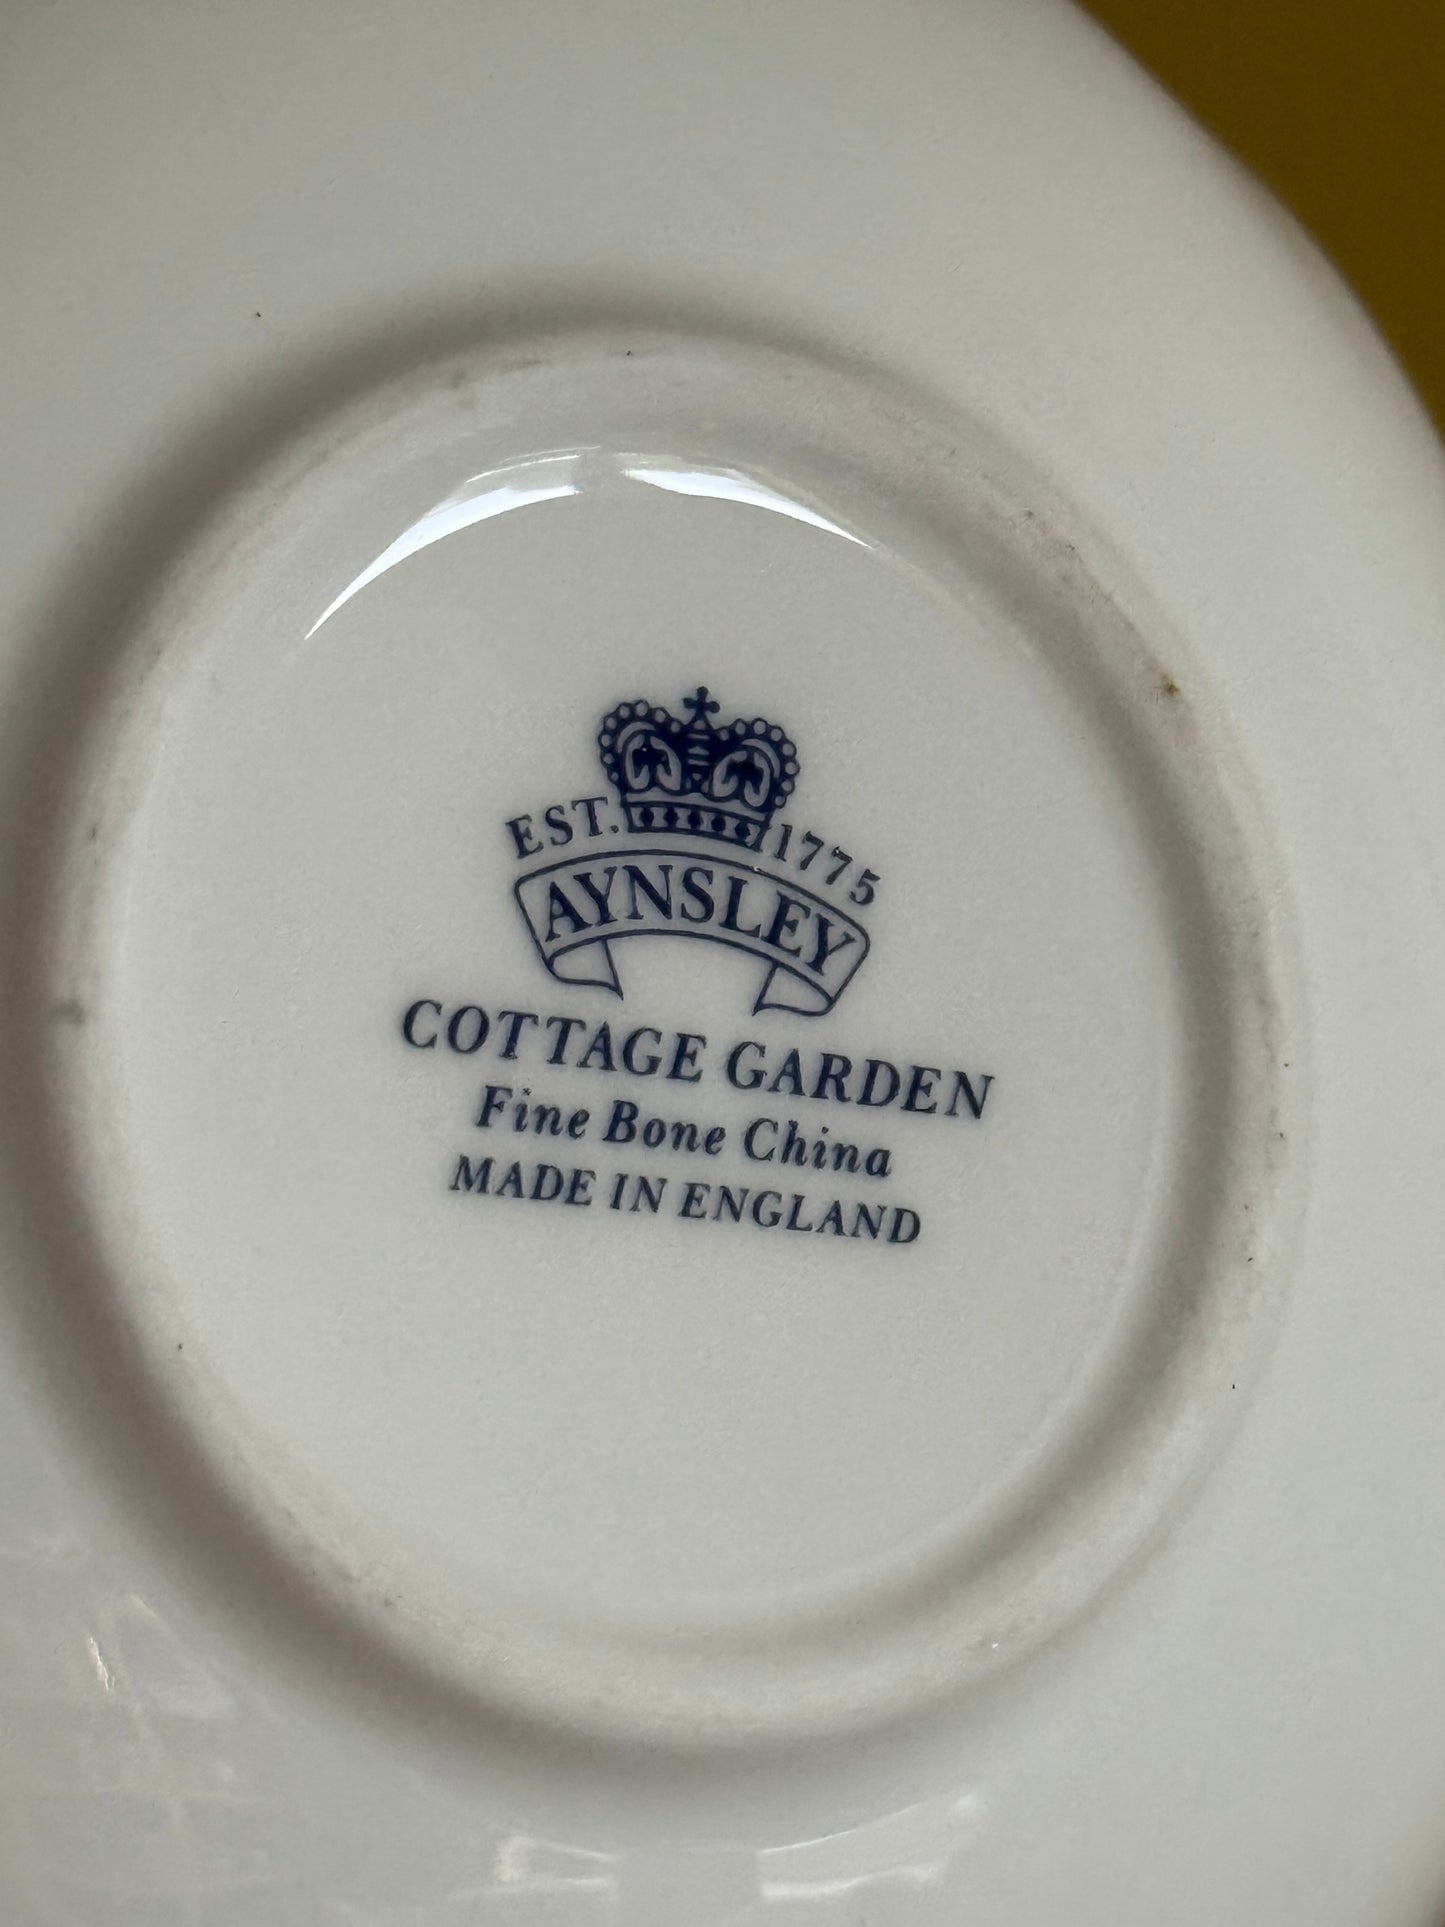 EST. 1775
AYNSLEY
COTTAGE GARDEN
Fine Bone China
MADE IN ENGLAND